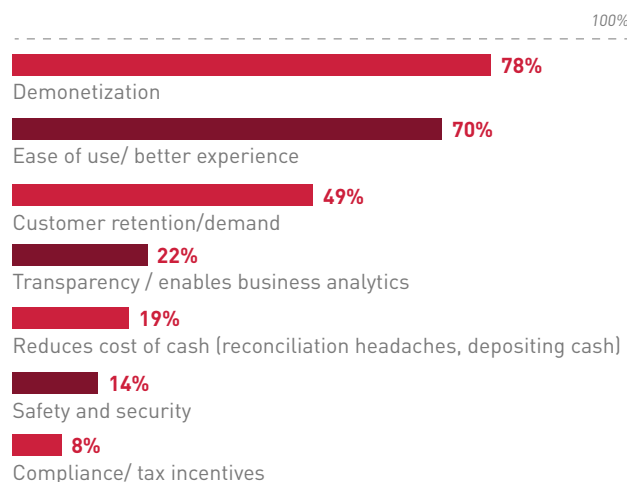 100%
78%
Demonetization
70%
Ease of use/ better experience
49%
Customer retention/demand
22%
Transparency / enables business analytics
19%
Reduces cost of cash (reconciliation headaches, depositing cash)
14%
Safety and security
8%
Compliance/ tax incentives